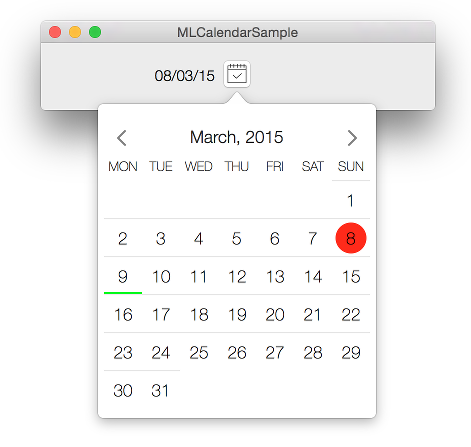 MLCalendarSample
08/03/15
March, 2015
MON TUE WED THU FRI SAT SUN
1
2 3 4 5 6 7 8
9 10 11 12 13 14 15
16 17 18 19 20 21 22
23 24 25 26 27 28 29
30 31